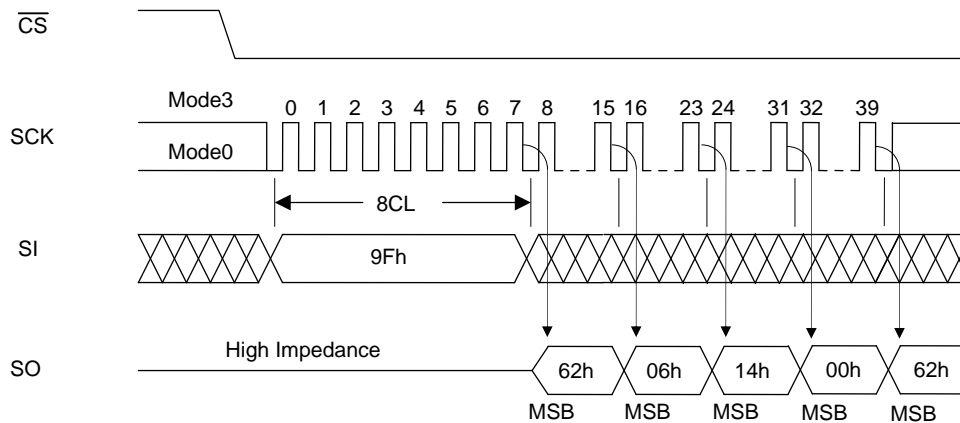 CS
Mode3
0 1 2 3 4 5 6 7 8 15 16 23 24 31 32 39
SCK
Mode0
8CL
SI
9Fh
High Impedance
SO
62h 06h 14h 00h 62h
MSB MSB MSB MSB MSB